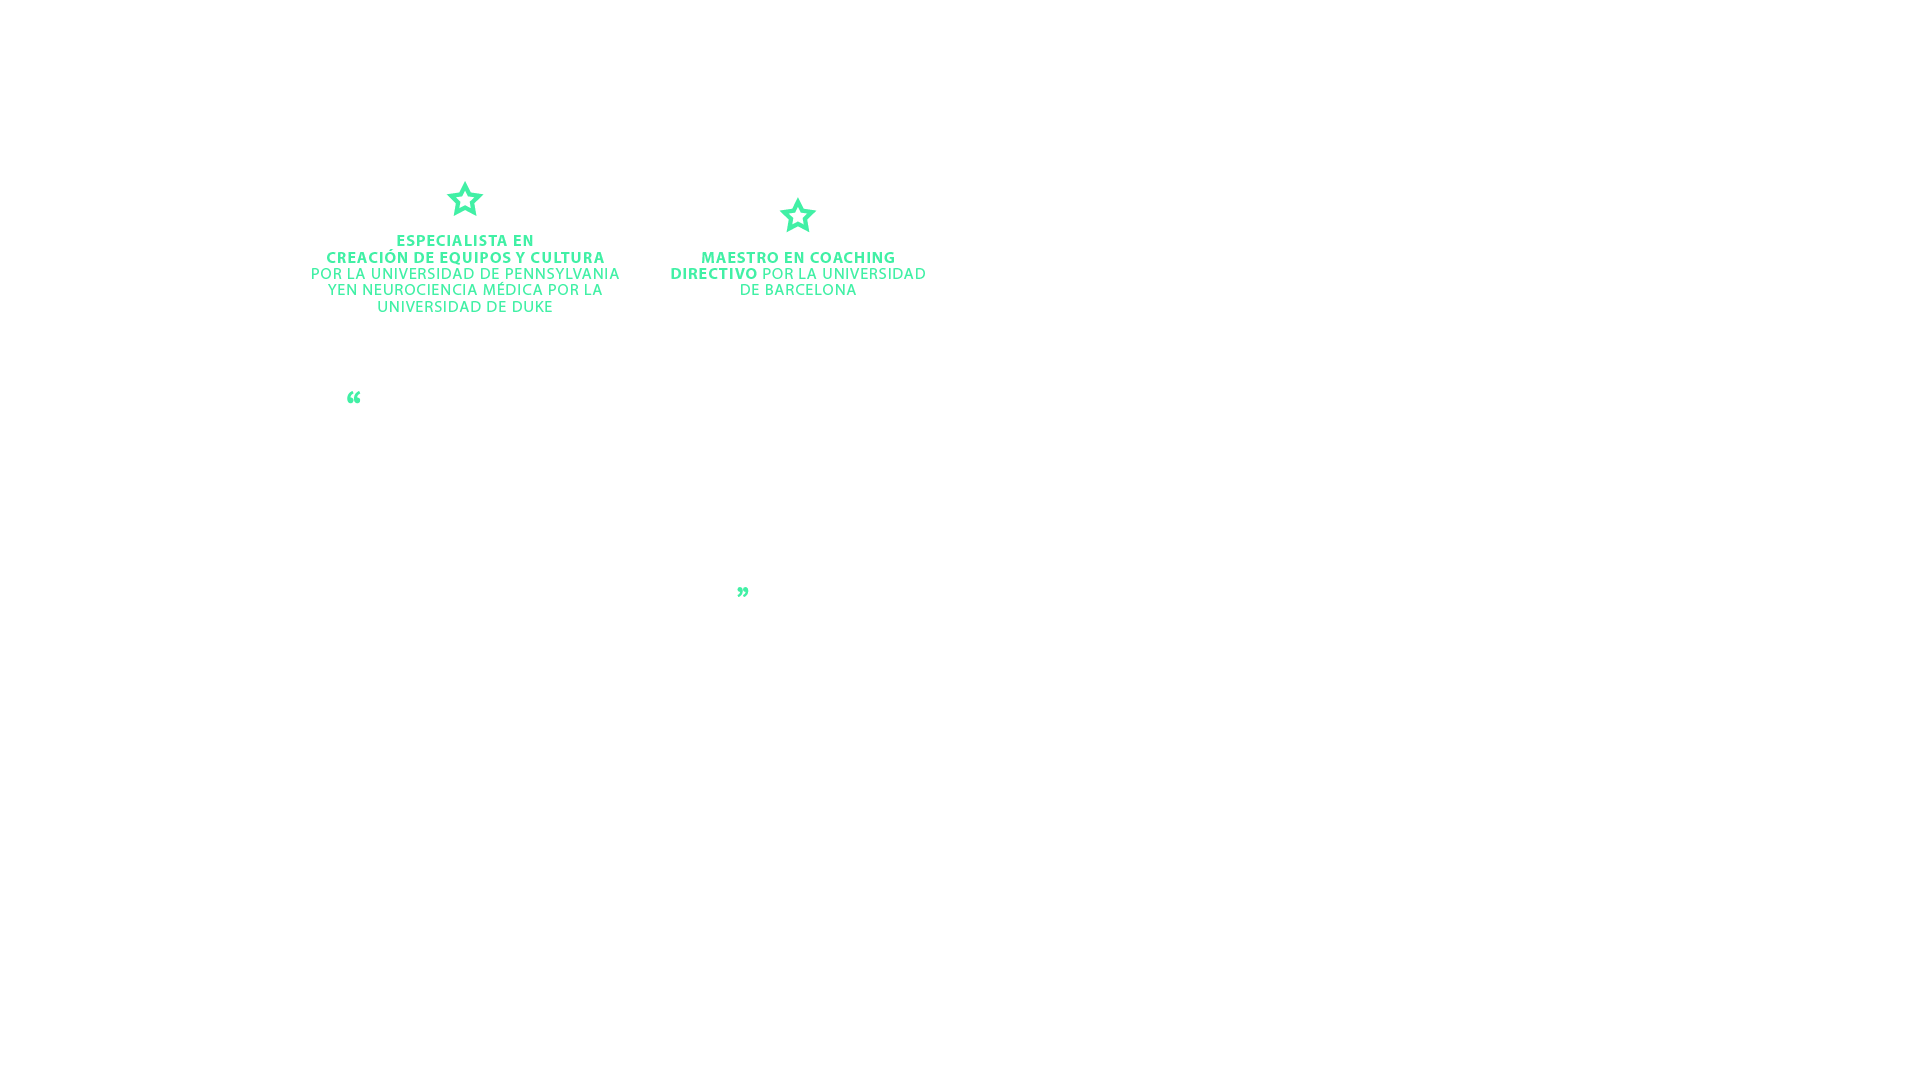 ESPECIALISTA EN
CREACIÓN DE EQUIPOS Y CULTURA
POR LA UNIVERSIDAD DE PENNSYLVANIA
YEN NEUROCIENCIA MÉDICA POR LA
UNIVERSIDAD DE DUKE
MAESTRO EN COACHING
DIRECTIVO POR LA UNIVERSIDAD
DE BARCELONA
“
”